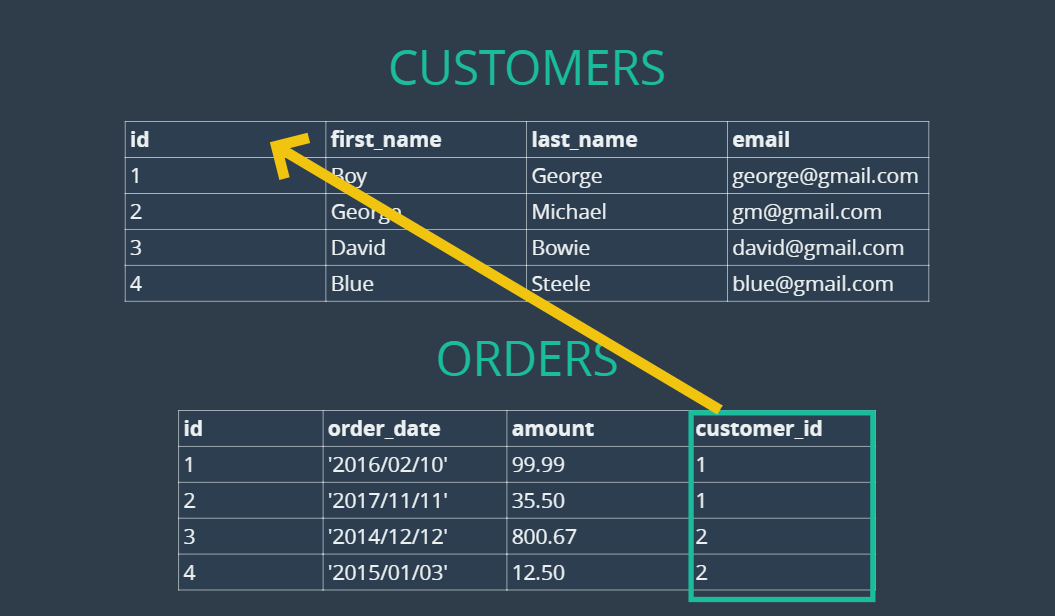 CUSTOMERS
id first_name last_name email
1 Boy George george@gmail.com
2 George Michael gm@gmail.com
3 David Bowie david@gmail.com
4 Blue Steele blue@gmail.com
ORDERS
id order_date amount customer_id
1 '2016/02/10' 99.99 1
2 '2017/11/11' 35.50 1
3 '2014/12/12' 800.67 2
4 '2015/01/03' 12.50 2